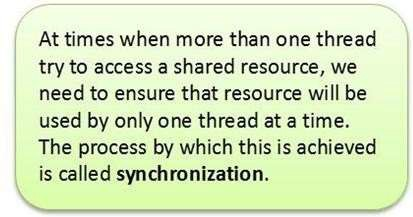 At times when more than one thread
try to access a shared resource, we
need to ensure that resource will be
used by only one thread at a time.
The process by which this is achieved
is called synchronization.